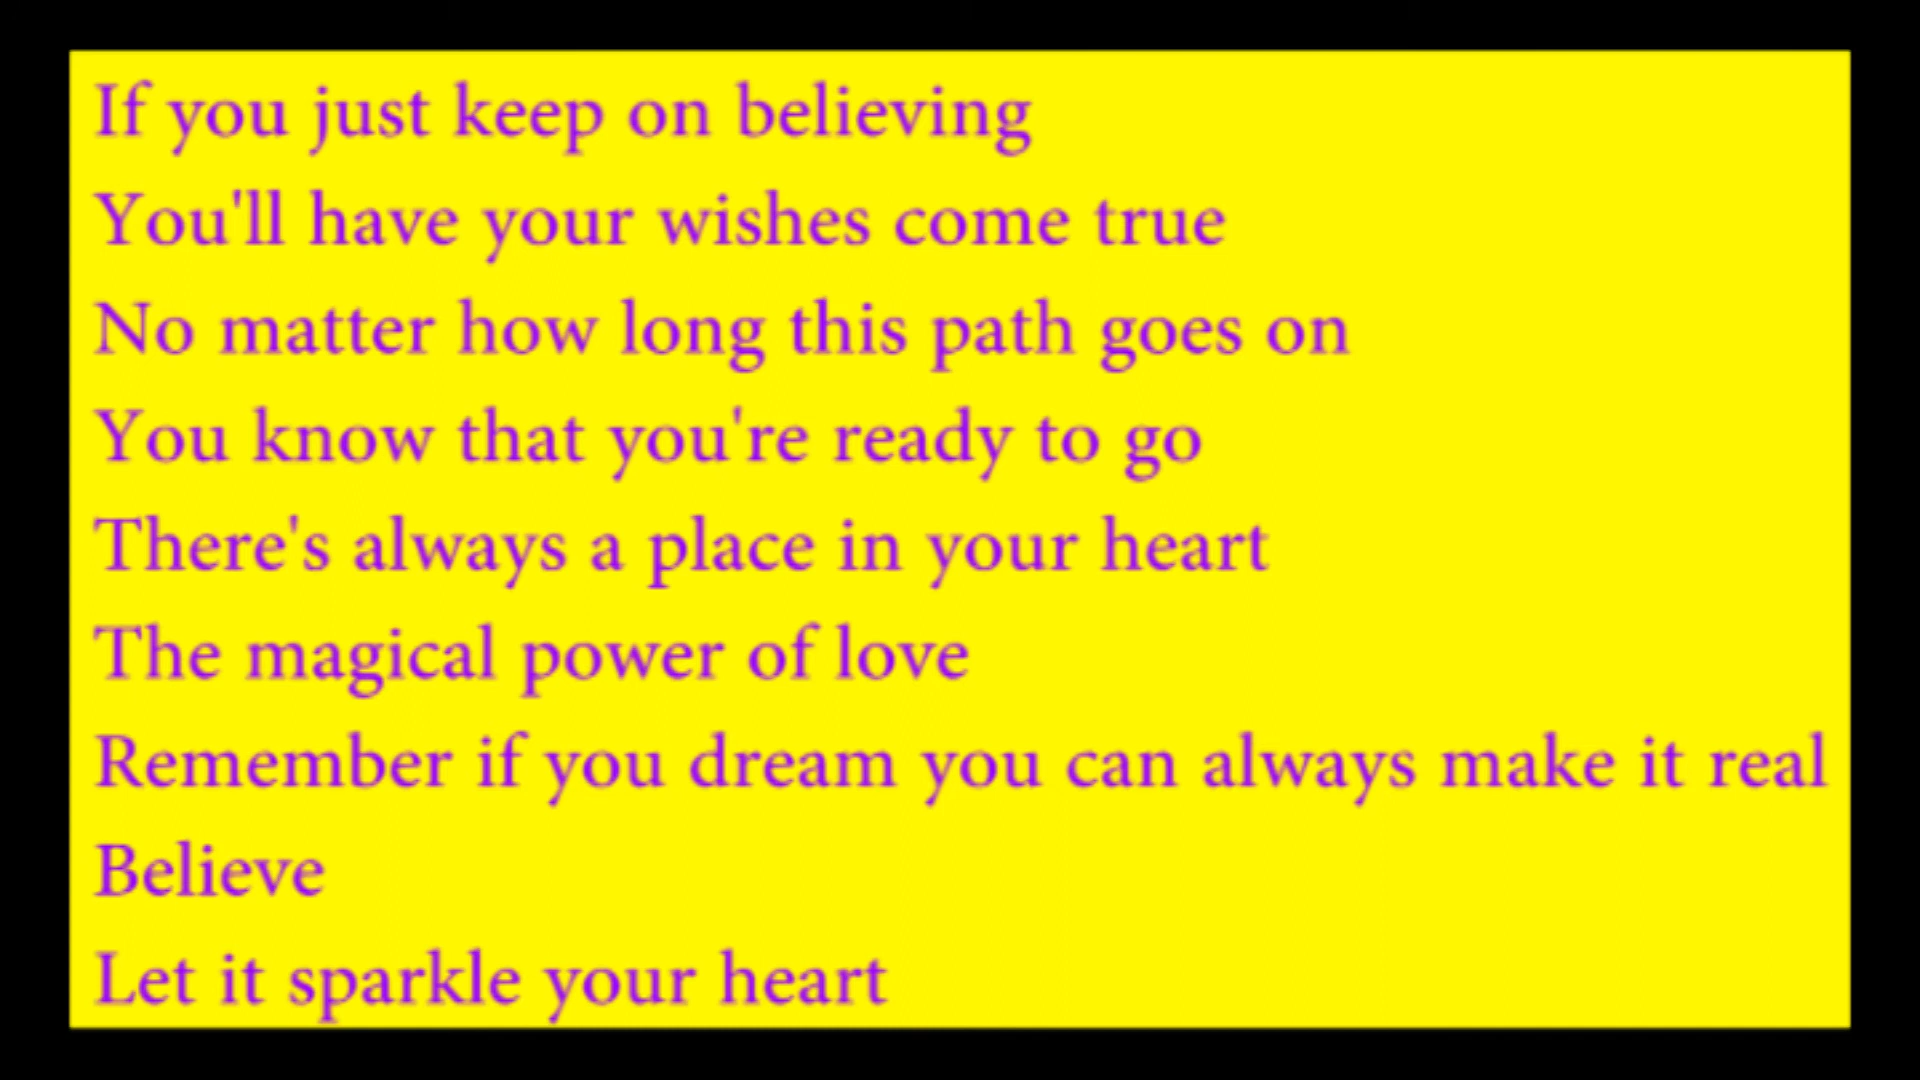 If you just keep on believing
You'll have your wishes come true
No matter how long this path goes on
You know that you're ready to go
There's always a place in your heart
The magical power of love
Remember if you dream you can always make it real
Believe
Let it sparkle your heart